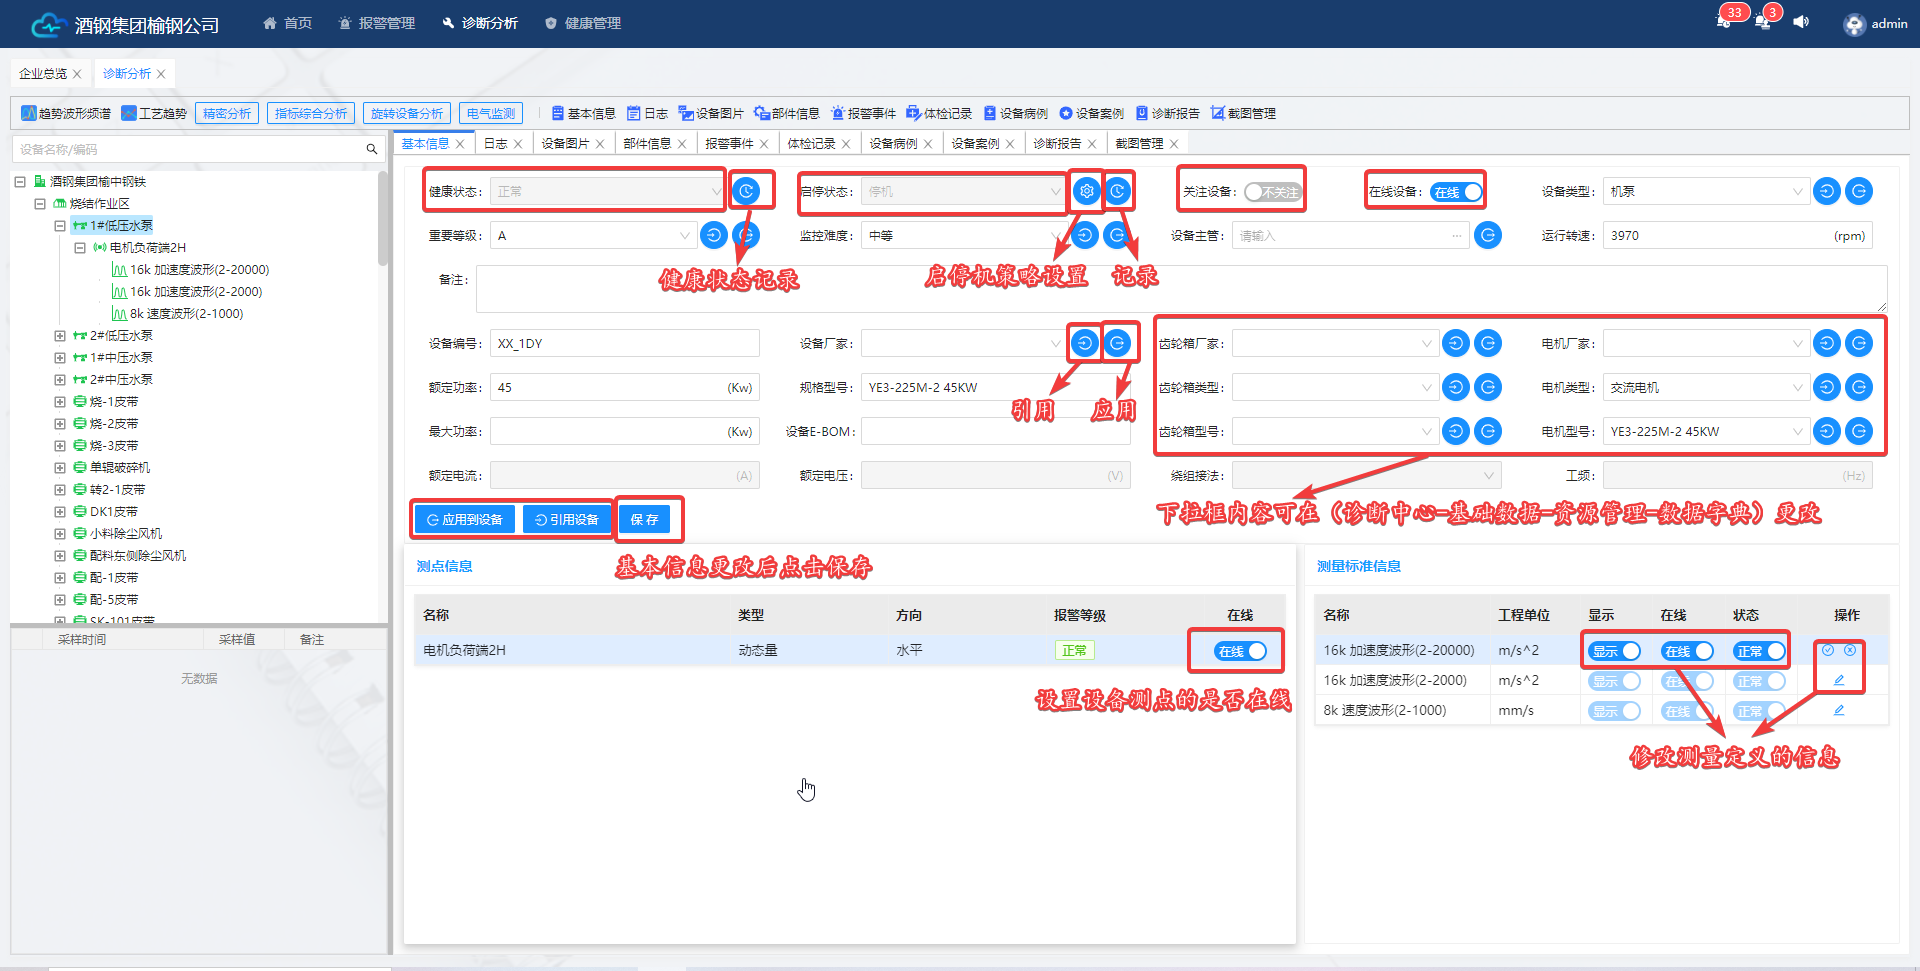 酒钢集团榆钢公司 首页 报警管理 诊断分析 健康管理 33 3 admin
企业总览 诊断分析
趋势波形频谱 工艺趋势 精密分析 指标综合分析 旋转设备分析 电气监测 基本信息 日志 设备图片 部件信息 报警事件 体检记录 设备病例 设备案例 诊断报告 截图管理
设备名称/编码
酒钢集团榆中钢铁
烧结作业区
1#低压水泵
电机负荷端2H
16k 加速度波形(2-20000)
16k 加速度波形(2-2000)
8k 速度波形(2-1000)
2#低压水泵
1#中压水泵
2#中压水泵
烧-1皮带
烧-2皮带
烧-3皮带
单辊破碎机
转2-1皮带
DK1皮带
小料除尘风机
配料东侧除尘风机
配-1皮带
配-5皮带
SK-101皮带
采样时间 采样值 备注
无数据
基本信息 日志 设备图片 部件信息 报警事件 体检记录 设备病例 设备案例 诊断报告 截图管理
健康状态: 正常 启停状态: 停机 关注设备: 不关注 在线设备: 在线 设备类型: 机泵
重要等级: A 监控难度: 中等 设备主管: 请输入 ... 运行转速: 3970 (rpm)
健康状态记录 启停机策略设置 记录
备注:
设备编号: XX_1DY 设备厂家: 齿轮箱厂家: 电机厂家:
额定功率: 45 (Kw) 规格型号: YE3-225M-2 45KW 齿轮箱类型: 电机类型: 交流电机
引用 应用
最大功率: (Kw) 设备E-BOM: 齿轮箱型号: 电机型号: YE3-225M-2 45KW
额定电流: (A) 额定电压: (V) 绕组接法: 工频: (Hz)
应用到设备 引用设备 保存
下拉框内容可在（诊断中心-基础数据-资源管理-数据字典）更改
基本信息更改后点击保存
测点信息
名称 类型 方向 报警等级 在线
电机负荷端2H 动态量 水平 正常 在线
设置设备测点的是否在线
测量标准信息
名称 工程单位 显示 在线 状态 操作
16k 加速度波形(2-20000) m/s^2 显示 在线 正常
16k 加速度波形(2-2000) m/s^2 显示 在线 正常
8k 速度波形(2-1000) mm/s 显示 在线 正常
修改测量定义的信息